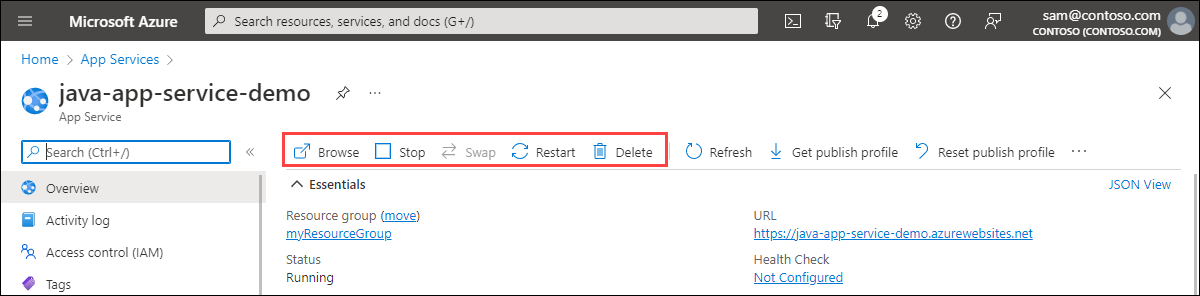 Microsoft Azure
Search resources, services, and docs (G+/)
2
sam@contoso.com
CONTOSO (CONTOSO.COM)
Home > App Services >
java-app-service-demo
...
App Service
Search (Ctrl+/)
«
Browse
Stop
Swap
Restart
Delete
Refresh
Get publish profile
Reset publish profile
...
Overview
Activity log
Access control (IAM)
Tags
Essentials
JSON View
Resource group (move)
myResourceGroup
Status
Running
URL
https://java-app-service-demo.azurewebsites.net
Health Check
Not Configured